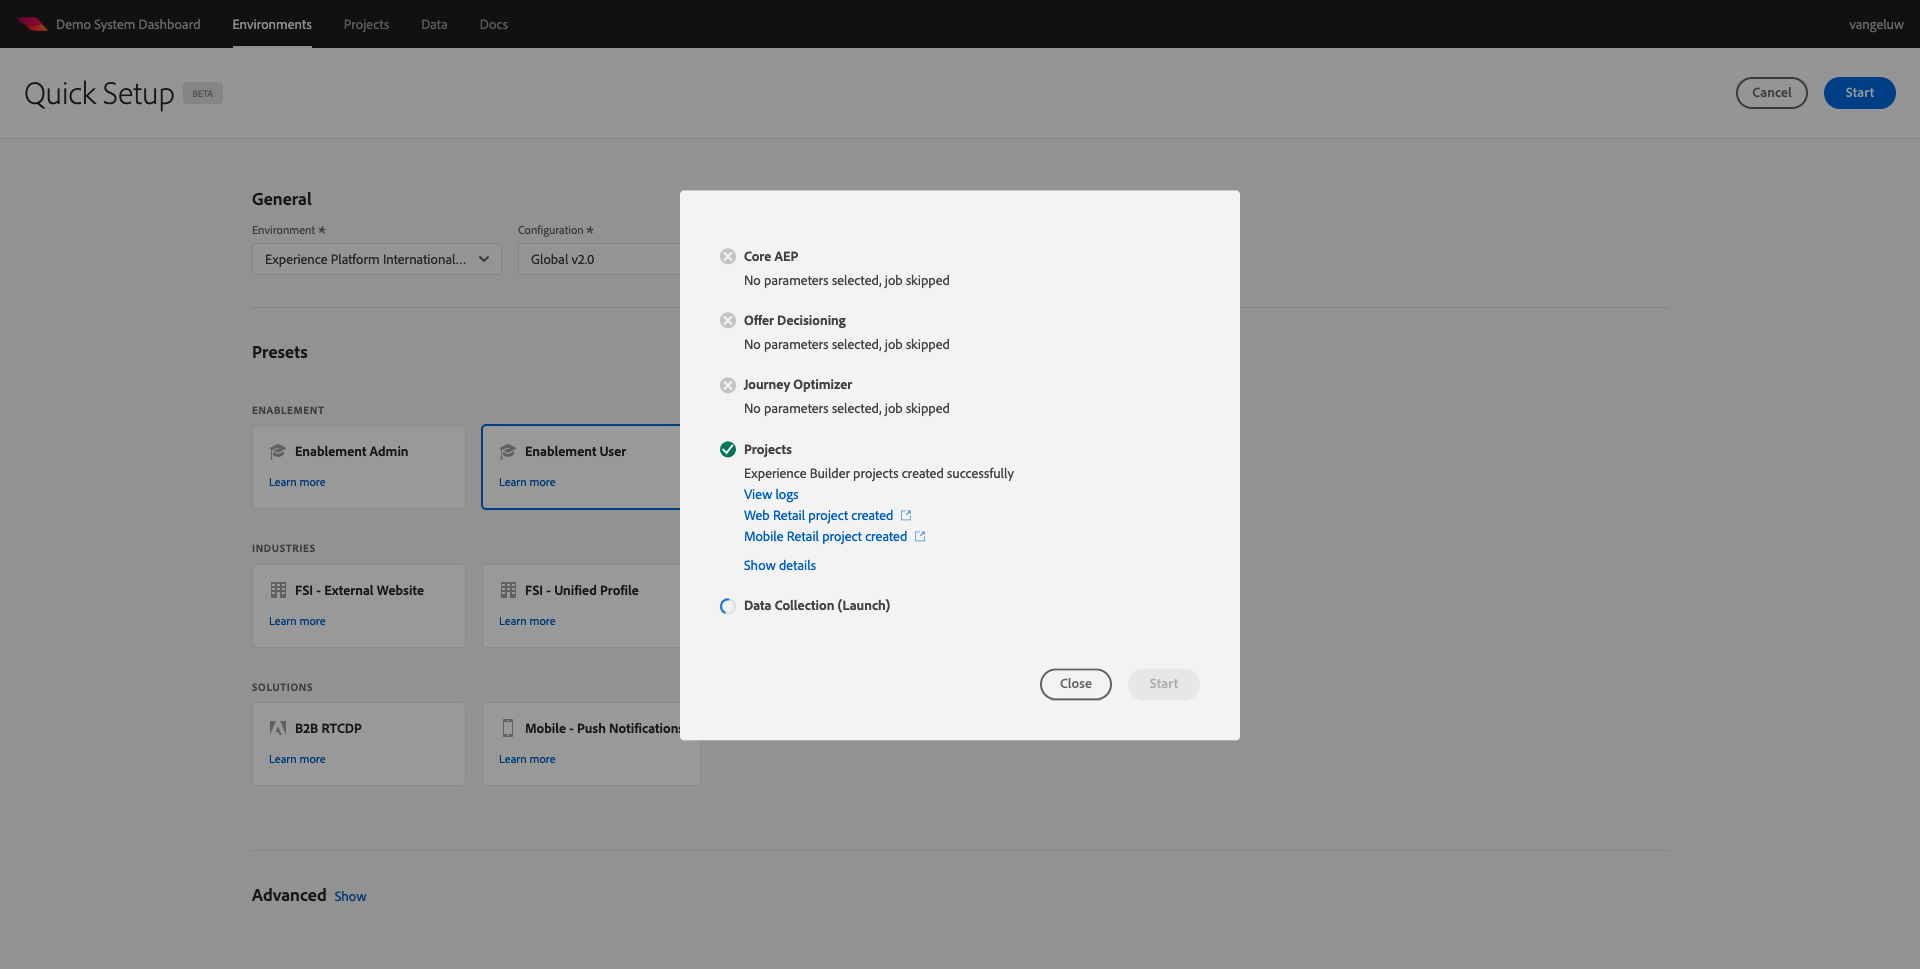 Demo System Dashboard
Environments
Projects
Data
Docs
vangeluw
Quick Setup
BETA
Cancel
Start
General
Environment *
Configuration *
Experience Platform International...
Global v2.0
Presets
ENABLEMENT
Enablement Admin
Learn more
Enablement User
Learn more
INDUSTRIES
FSI - External Website
Learn more
FSI - Unified Profile
Learn more
SOLUTIONS
B2B RTCDP
Learn more
Mobile - Push Notifications
Learn more
Advanced Show
Core AEP
No parameters selected, job skipped
Offer Decisioning
No parameters selected, job skipped
Journey Optimizer
No parameters selected, job skipped
Projects
Experience Builder projects created successfully
View logs
Web Retail project created
Mobile Retail project created
Show details
Data Collection (Launch)
Close
Start